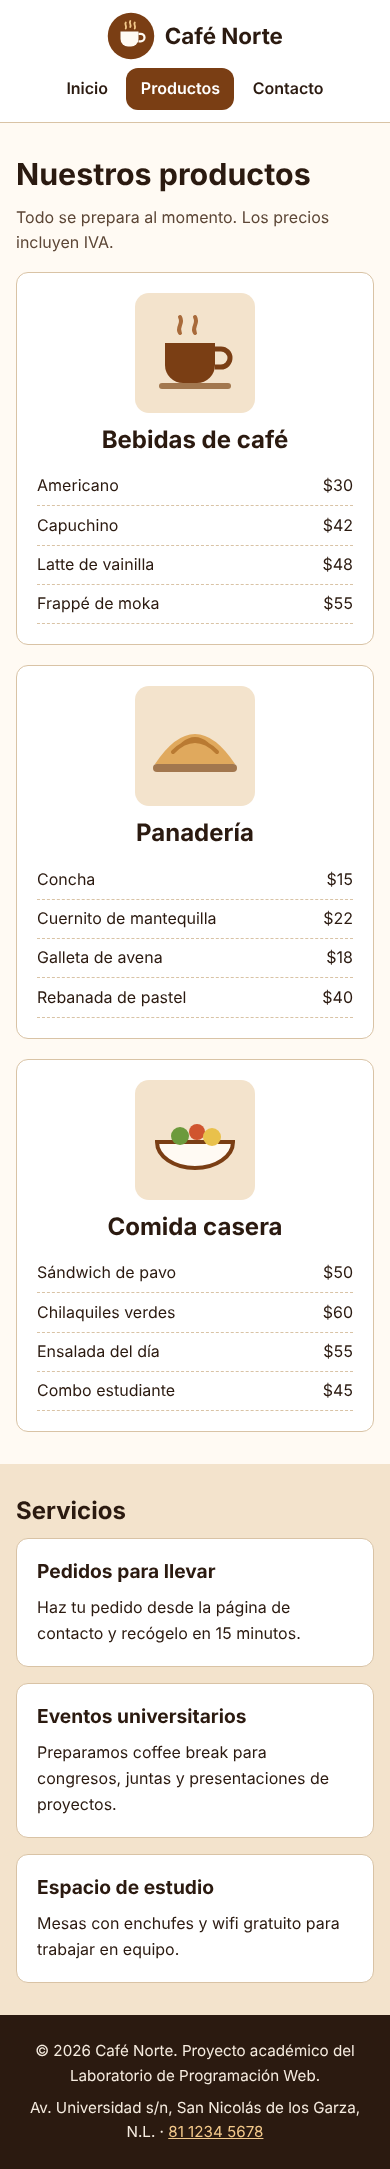 Café Norte
Inicio Productos Contacto
Nuestros productos
Todo se prepara al momento. Los precios
incluyen IVA.
Bebidas de café
Americano $30
Capuchino $42
Latte de vainilla $48
Frappé de moka $55
Panadería
Concha $15
Cuernito de mantequilla $22
Galleta de avena $18
Rebanada de pastel $40
Comida casera
Sándwich de pavo $50
Chilaquiles verdes $60
Ensalada del día $55
Combo estudiante $45
Servicios
Pedidos para llevar
Haz tu pedido desde la página de
contacto y recógelo en 15 minutos.
Eventos universitarios
Preparamos coffee break para
congresos, juntas y presentaciones de
proyectos.
Espacio de estudio
Mesas con enchufes y wifi gratuito para
trabajar en equipo.
© 2026 Café Norte. Proyecto académico del
Laboratorio de Programación Web.
Av. Universidad s/n, San Nicolás de los Garza,
N.L. · 81 1234 5678